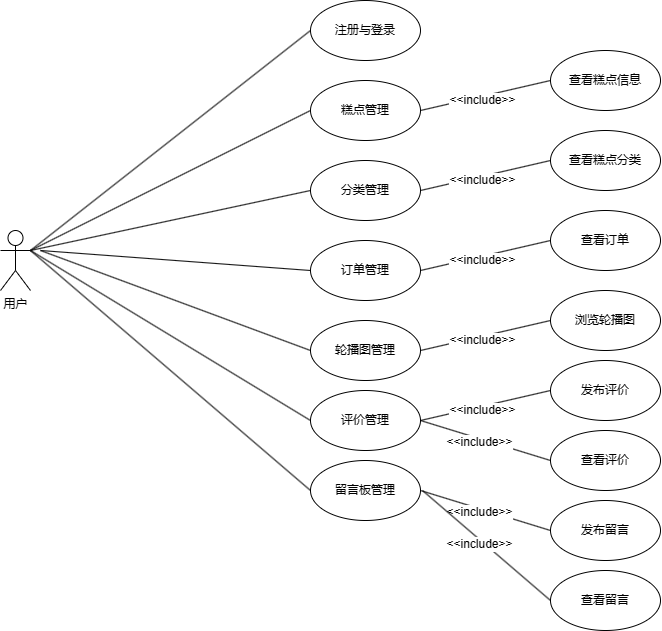 注册与登录
糕点管理
<<include>>
查看糕点信息
分类管理
<<include>>
查看糕点分类
用户
订单管理
<<include>>
查看订单
轮播图管理
<<include>>
浏览轮播图
评价管理
<<include>>
发布评价
<<include>>
查看评价
留言板管理
<<include>>
发布留言
<<include>>
查看留言